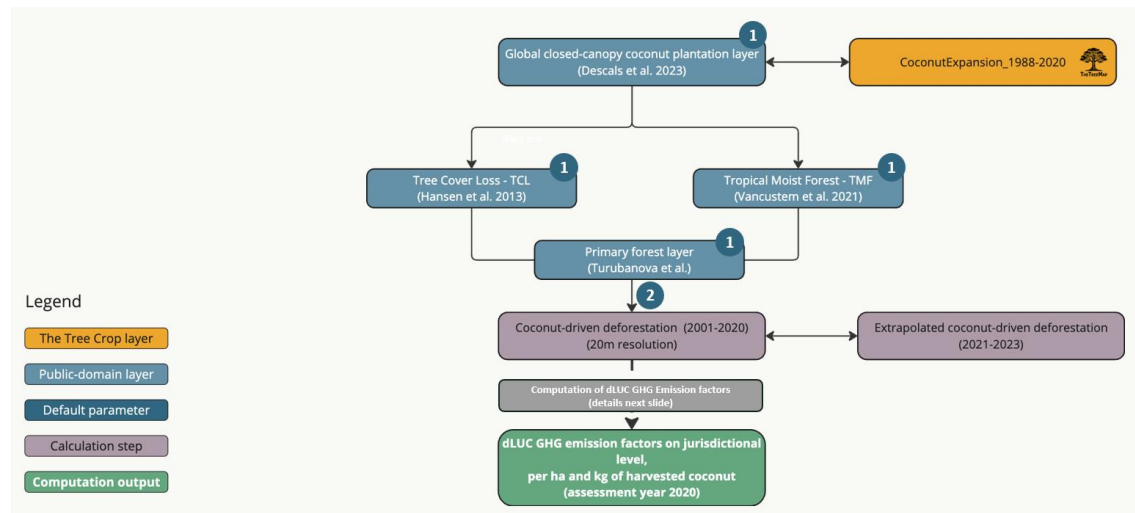 1
Global closed-canopy coconut plantation layer
(Descals et al. 2023)
CoconutExpansion_1988-2020
THETREEMAP
1
Tree Cover Loss - TCL
(Hansen et al. 2013)
1
Tropical Moist Forest - TMF
(Vancustem et al. 2021)
1
Primary forest layer
(Turubanova et al.)
2
Legend
The Tree Crop layer
Public-domain layer
Default parameter
Calculation step
Computation output
Coconut-driven deforestation (2001-2020)
(20m resolution)
Extrapolated coconut-driven deforestation
(2021-2023)
Computation of dLUC GHG Emission factors
(details next slide)
dLUC GHG emission factors on jurisdictional
level,
per ha and kg of harvested coconut
(assessment year 2020)